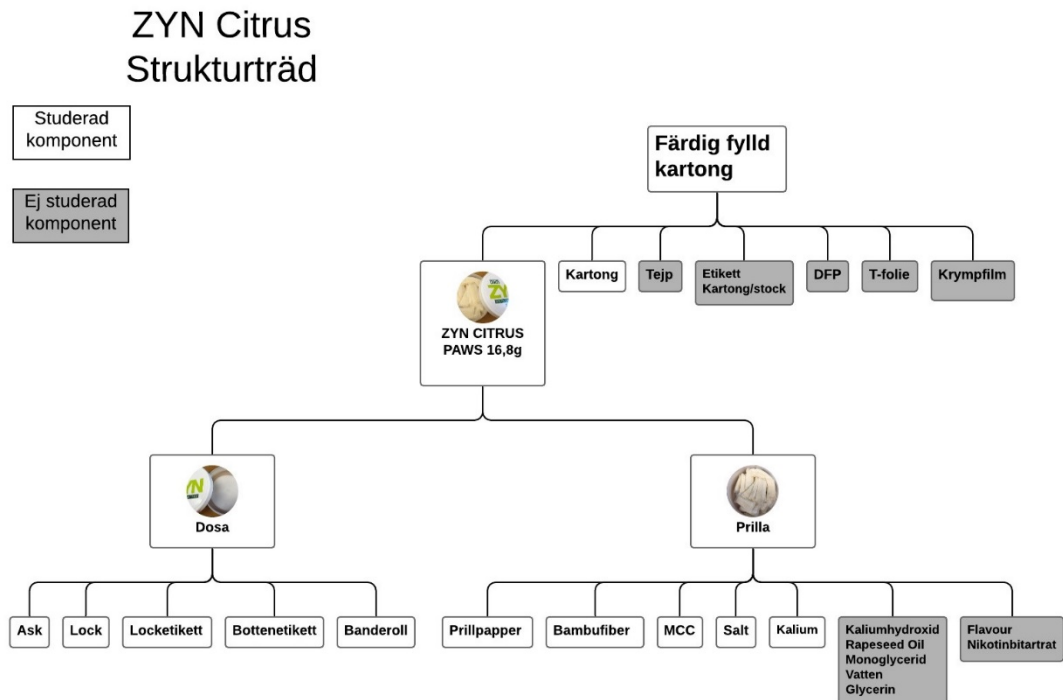 ZYN Citrus
Strukturträd
Studerad
komponent
Ej studerad
komponent
Färdig fylld
kartong
Kartong
Tejp
Etikett
Kartong/stock
DFP
T-folie
Krympfilm
ZYN CITRUS
PAWS 16,8g
YN
Dosa
Prilla
Ask
Lock
Locketikett
Bottenetikett
Banderoll
Prillpapper
Bambufiber
MCC
Salt
Kalium
Kaliumhydroxid
Rapeseed Oil
Monoglycerid
Vatten
Glycerin
Flavour
Nikotinbitartrat